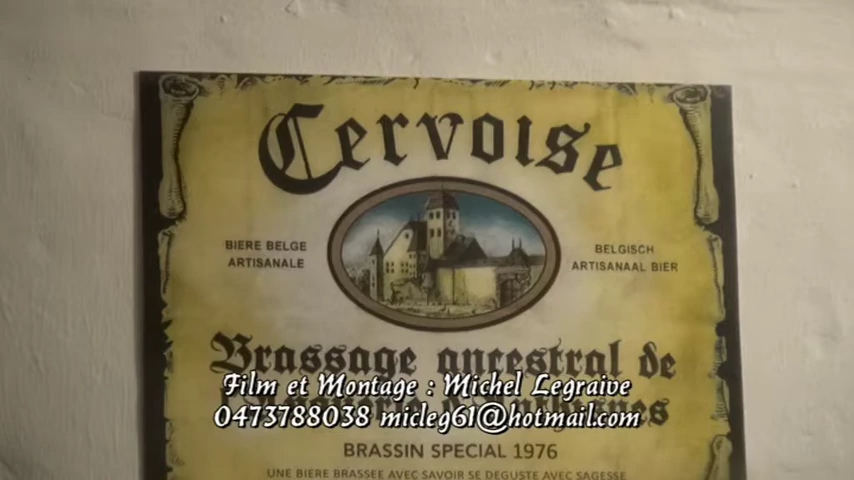 Cervoise
BIERE BELGE
ARTISANALE
BELGISCH
ARTISANAAL BIER
Brassage ancestral de
Film et Montage : Michel Legraive
0473788038 micleg61@hotmail.com
BRASSIN SPECIAL 1976
UNE BIERE BRASSEE AVEC SAVOIR SE DEGUSTE AVEC SAGESSE